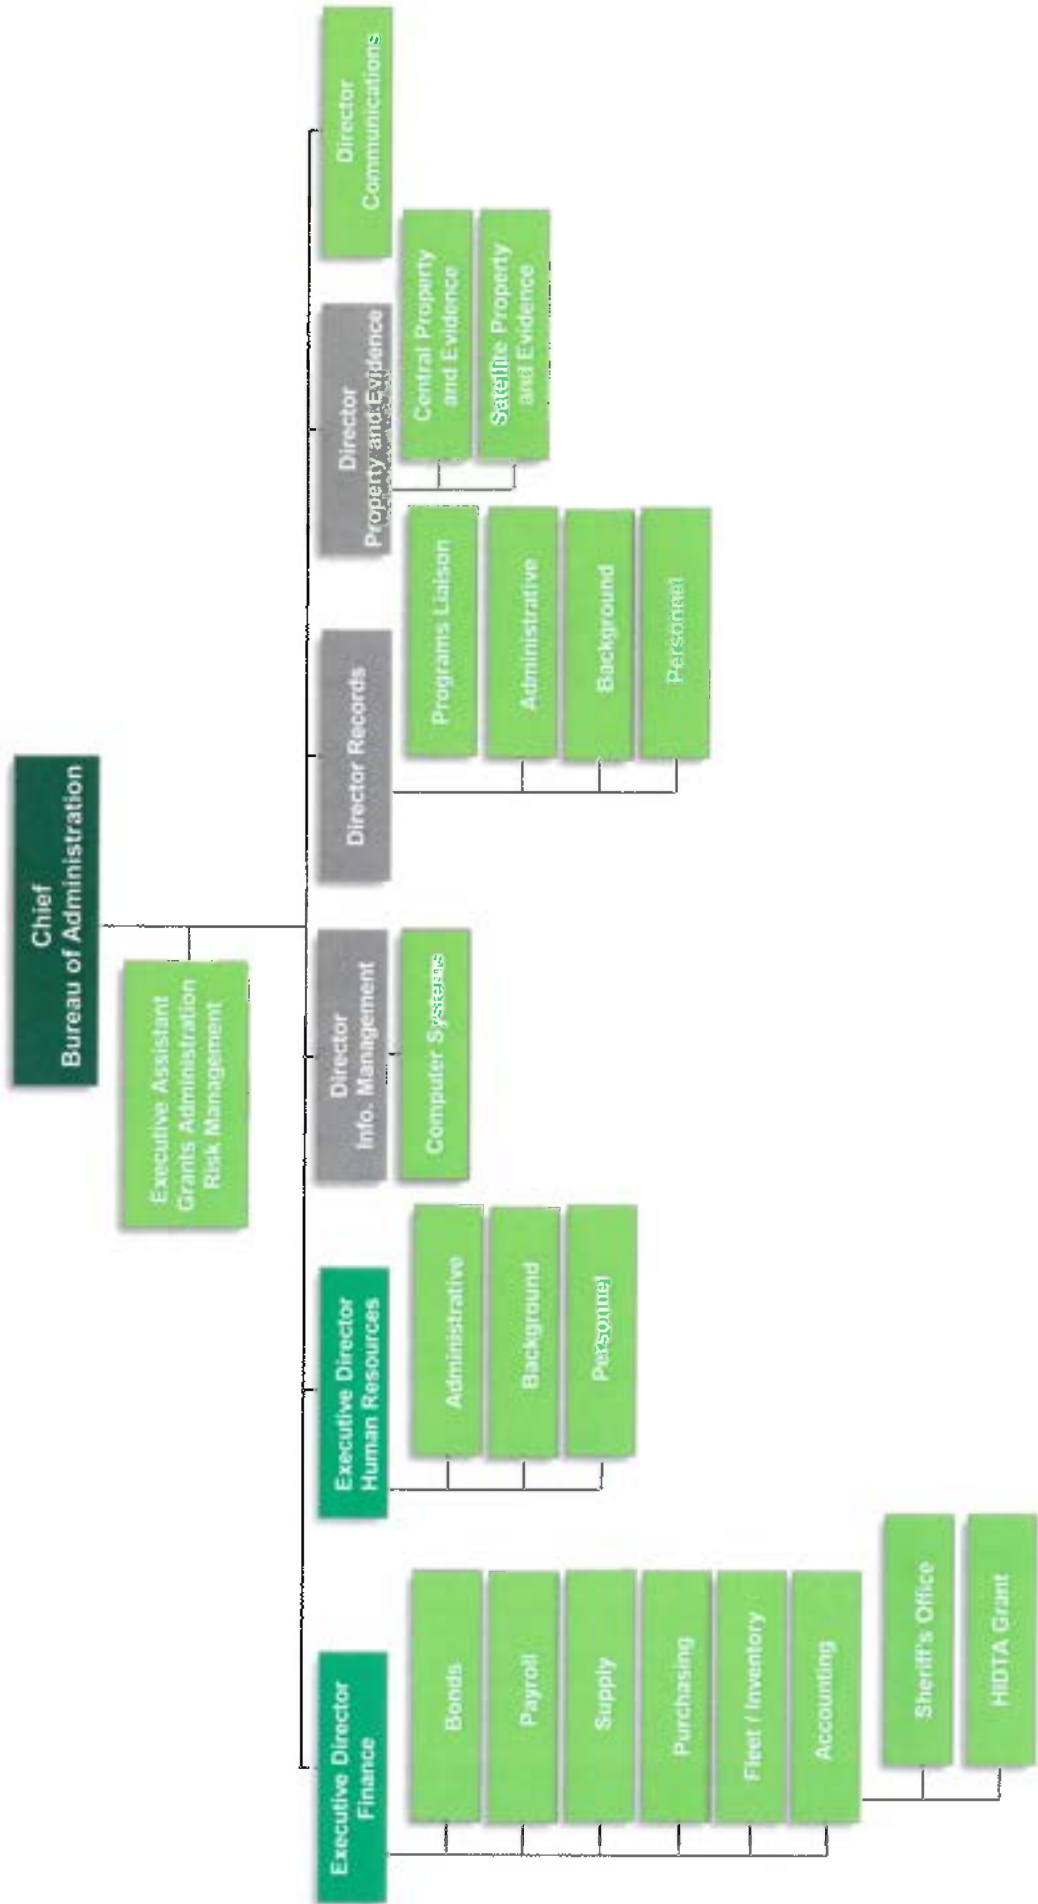 Chief
Bureau of Administration
Executive Assistant
Grants Administration
Risk Management
Executive Director
Finance
Bonds
Payroll
Supply
Purchasing
Fleet / Inventory
Accounting
Sheriff's Office
HIDTA Grant
Executive Director
Human Resources
Administrative
Background
Personnel
Director
Info. Management
Computer Systems
Director Records
Programs Liaison
Administrative
Background
Personnel
Director
Property and Evidence
Central Property
and Evidence
Satellite Property
and Evidence
Director
Communications